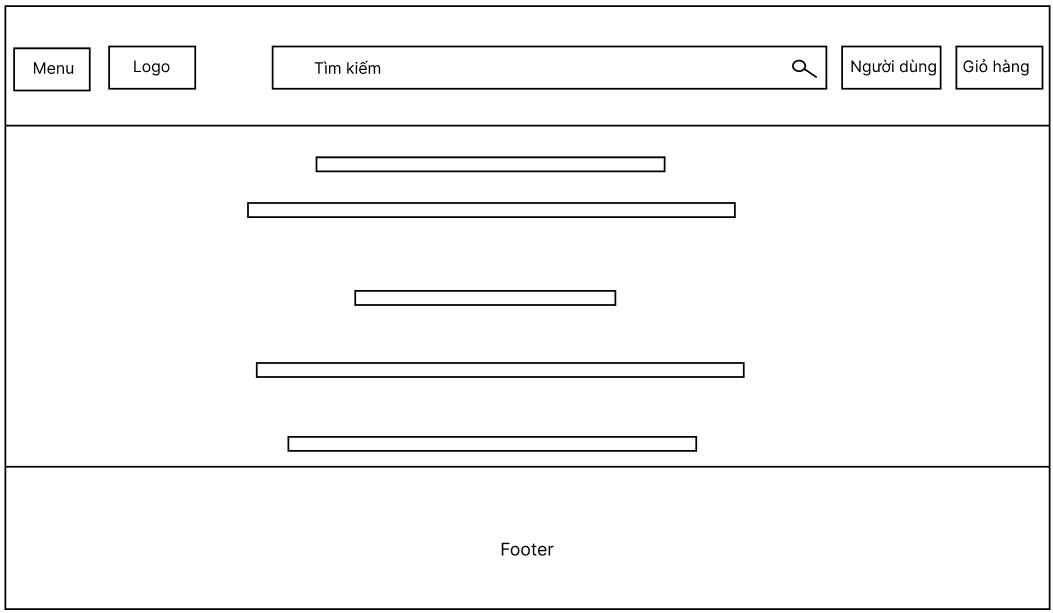 Menu
Logo
Tìm kiếm
Người dùng
Giỏ hàng
Footer